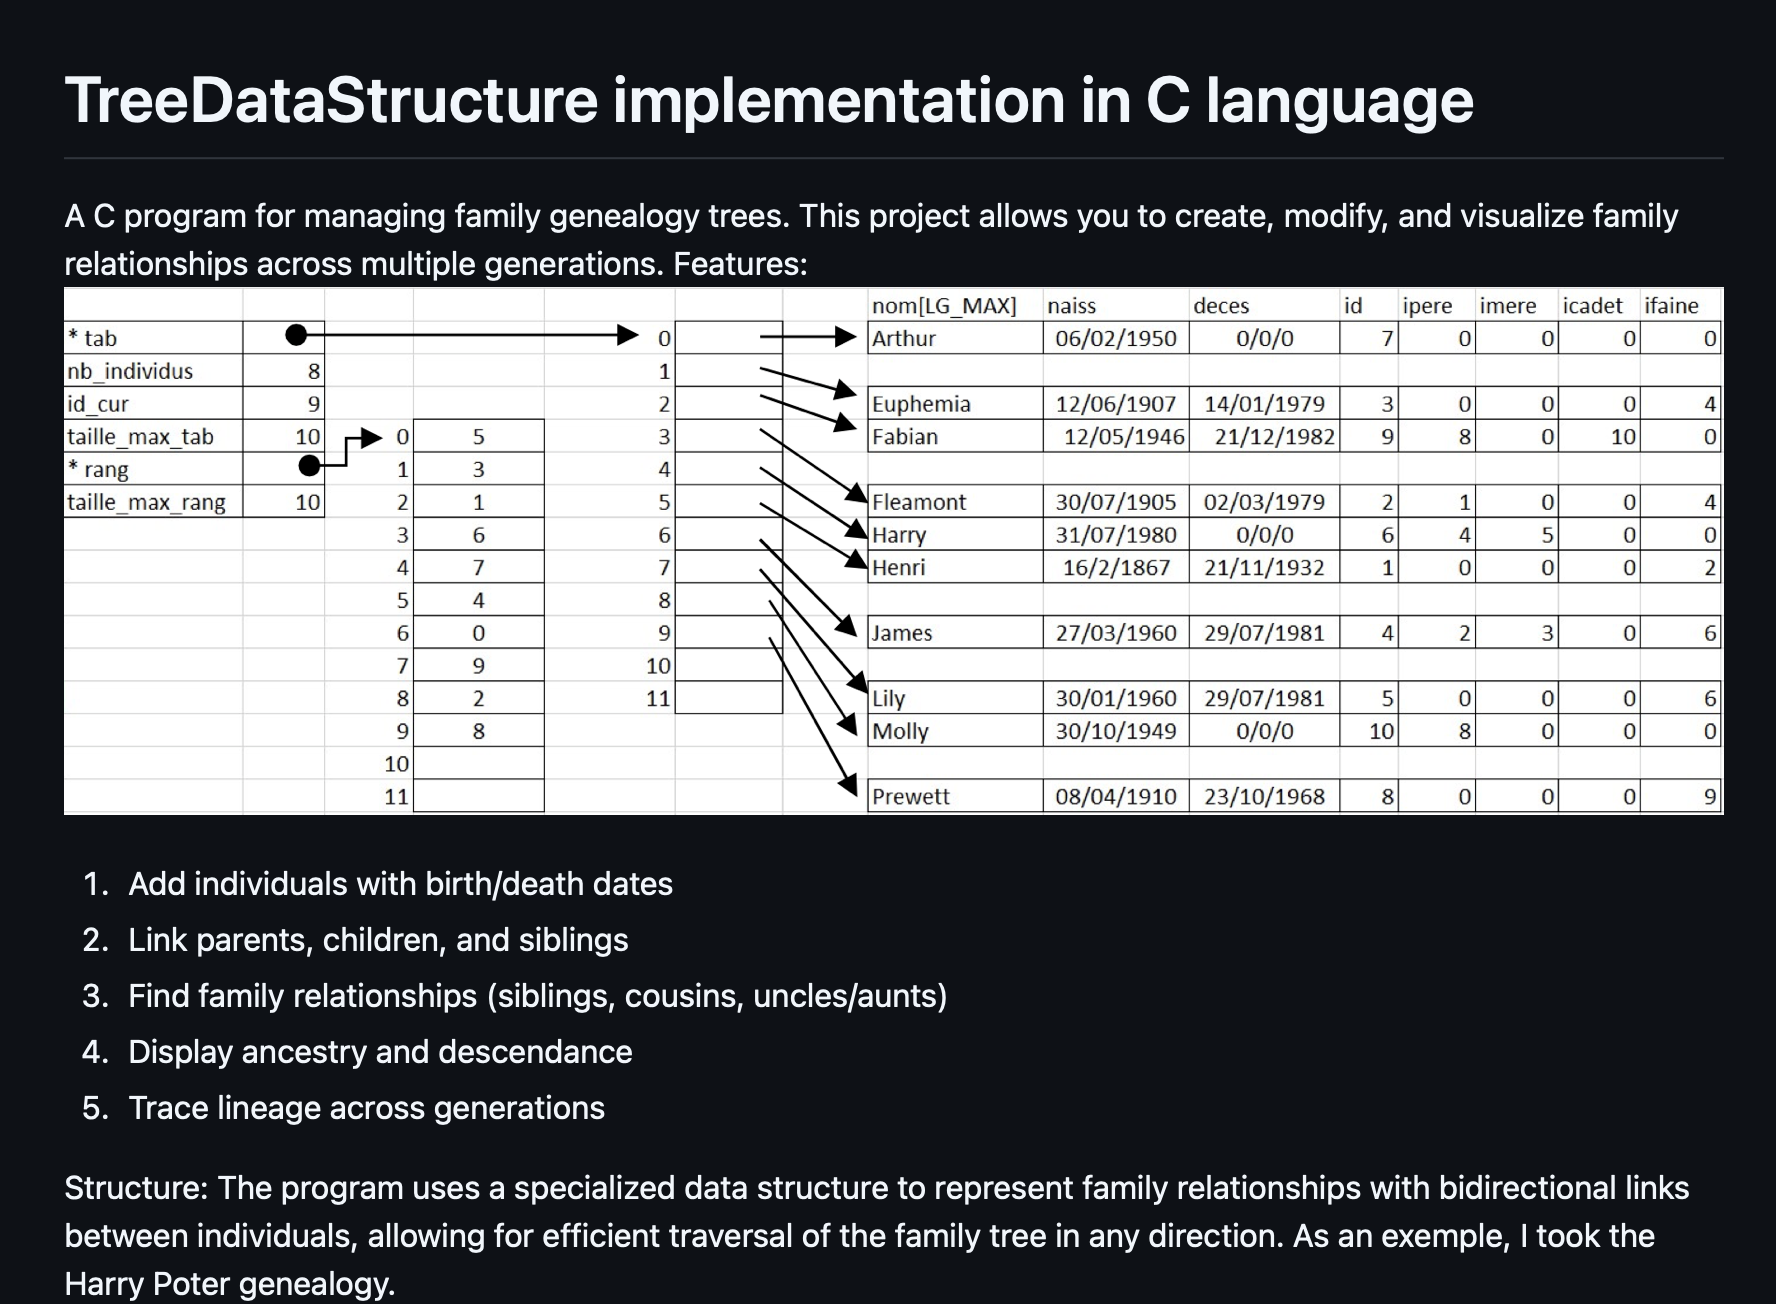 TreeDataStructure implementation in C language
A C program for managing family genealogy trees. This project allows you to create, modify, and visualize family
relationships across multiple generations. Features:
nom[LG_MAX] naiss deces id ipere imere icadet ifaine
* tab 0 Arthur 06/02/1950 0/0/0 7 0 0 0 0
nb_individus 8 1
id_cur 9 2 Euphemia 12/06/1907 14/01/1979 3 0 0 0 4
taille_max_tab 10 0 5 3 Fabian 12/05/1946 21/12/1982 9 8 0 10 0
* rang 1 3 4
taille_max_rang 10 2 1 5 Fleamont 30/07/1905 02/03/1979 2 1 0 0 4
3 6 6 Harry 31/07/1980 0/0/0 6 4 5 0 0
4 7 7 Henri 16/2/1867 21/11/1932 1 0 0 0 2
5 4 8
6 0 9 James 27/03/1960 29/07/1981 4 2 3 0 6
7 9 10
8 2 11 Lily 30/01/1960 29/07/1981 5 0 0 0 6
9 8 Molly 30/10/1949 0/0/0 10 8 0 0 0
10
11 Prewett 08/04/1910 23/10/1968 8 0 0 0 9
1. Add individuals with birth/death dates
2. Link parents, children, and siblings
3. Find family relationships (siblings, cousins, uncles/aunts)
4. Display ancestry and descendance
5. Trace lineage across generations
Structure: The program uses a specialized data structure to represent family relationships with bidirectional links
between individuals, allowing for efficient traversal of the family tree in any direction. As an exemple, I took the
Harry Poter genealogy.